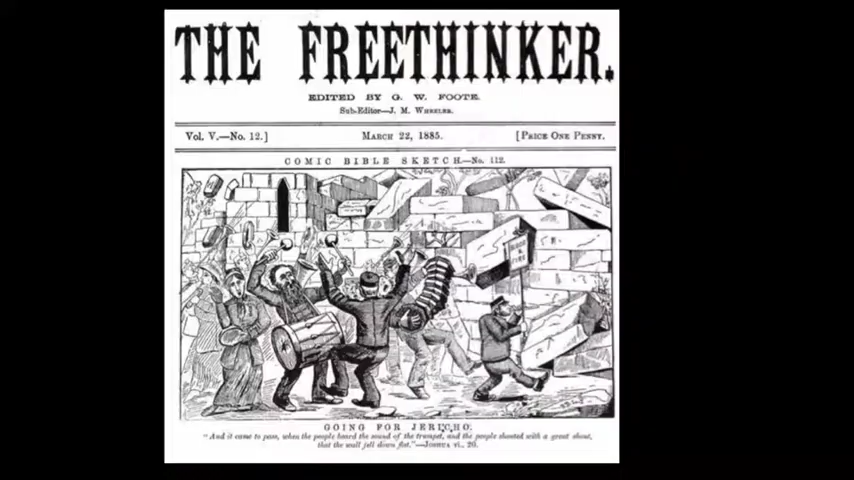 THE FREETHINKER.
EDITED BY G. W. FOOTE.
Sub-Editor—J. M. WHEELER.
Vol. V.—No. 12.] MARCH 22, 1885. [PRICE ONE PENNY.
COMIC BIBLE SKETCH.—No. 112.
BLOOD & FIRE
GOING FOR JERICHO.
"And it came to pass, when the people heard the sound of the trumpet, and the people shouted with a great shout,
that the wall fell down flat."—JOSHUA vi., 20.